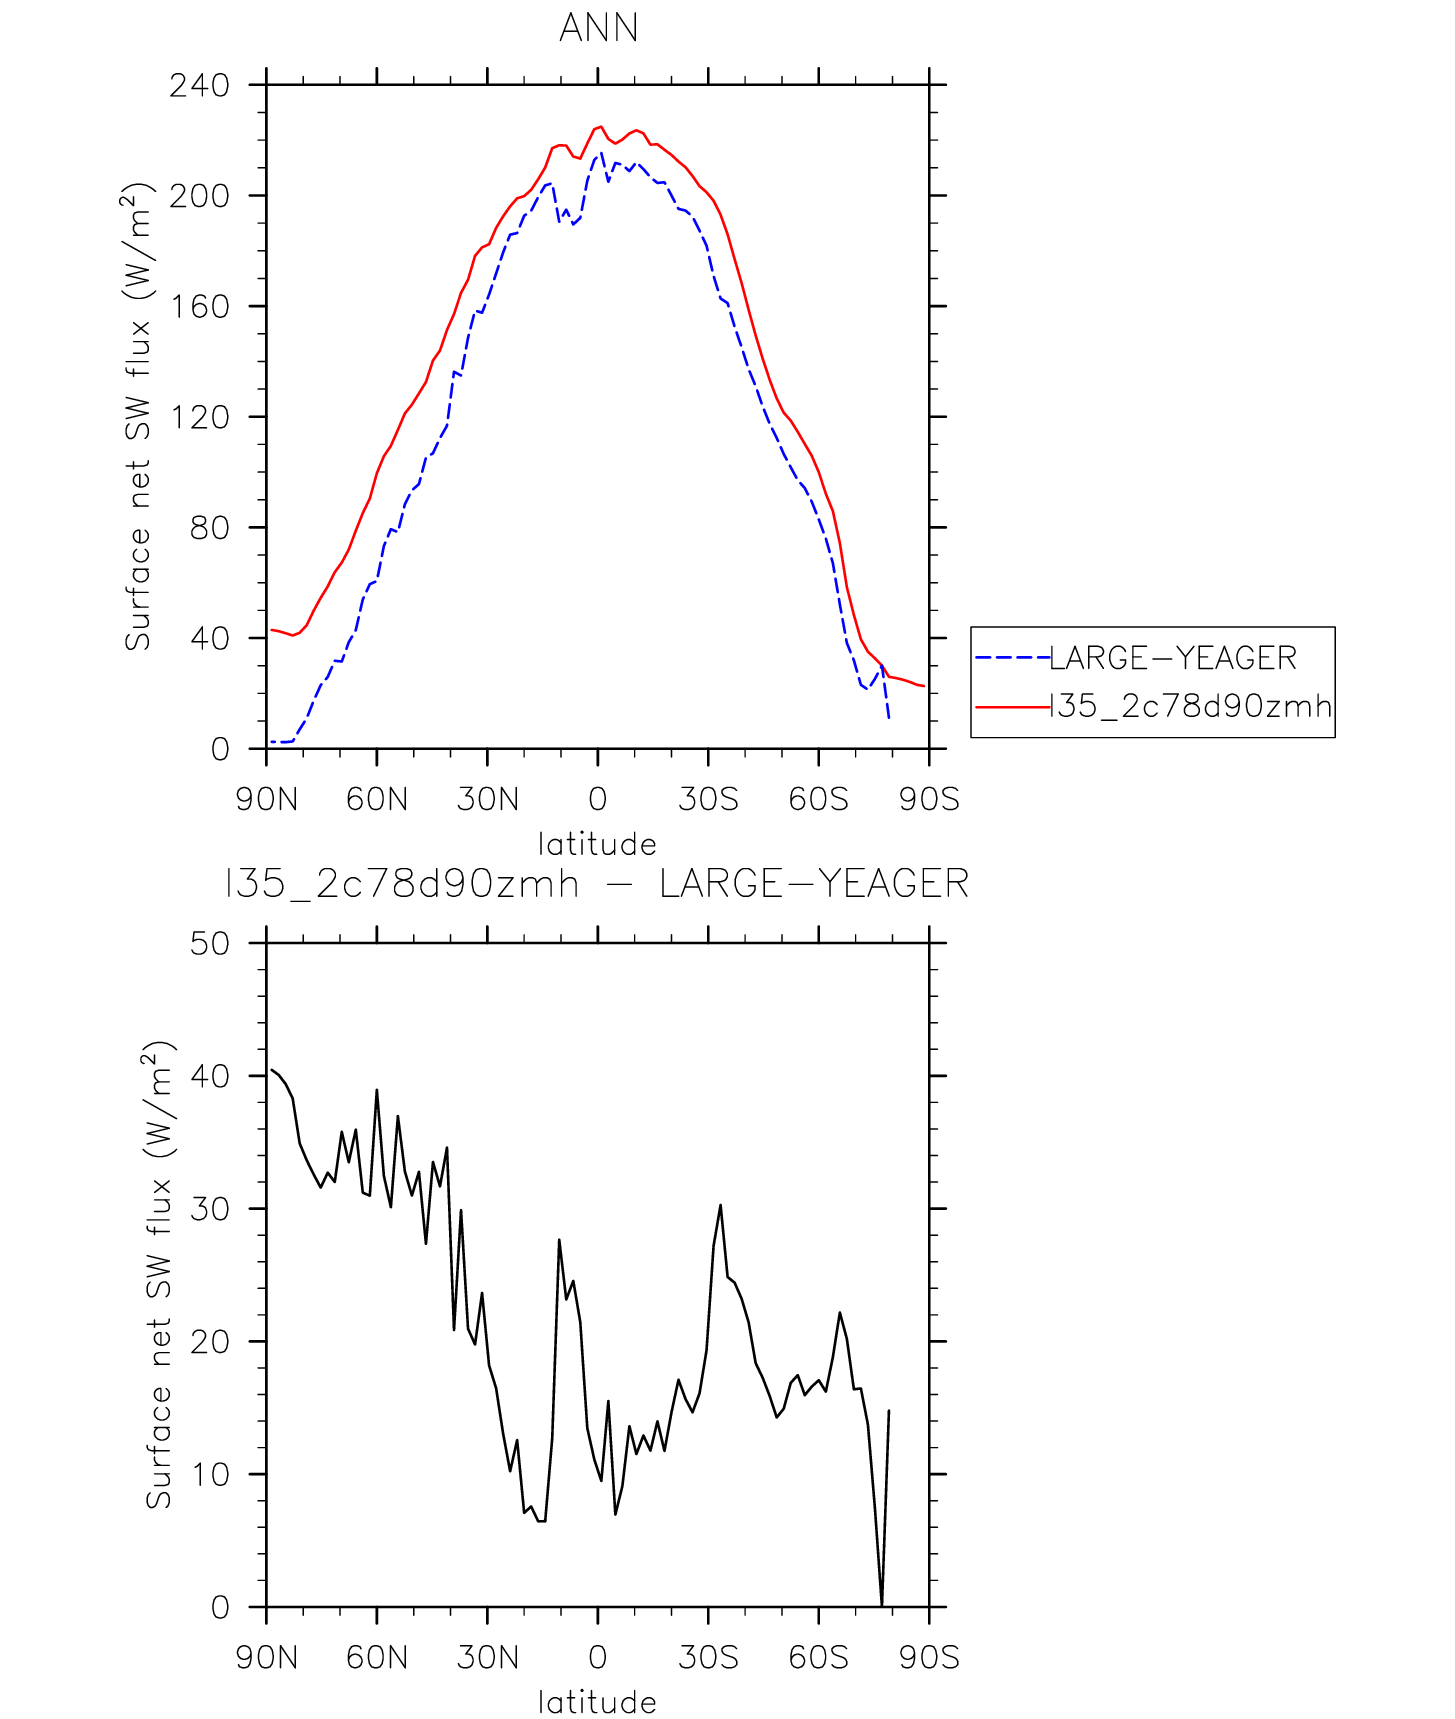 ANN
Surface net SW flux (W/m²)
240
200
160
120
80
40
0
90N 60N 30N 0 30S 60S 90S
latitude
LARGE-YEAGER
I35_2c78d90zmh
I35_2c78d90zmh - LARGE-YEAGER
Surface net SW flux (W/m²)
50
40
30
20
10
0
90N 60N 30N 0 30S 60S 90S
latitude